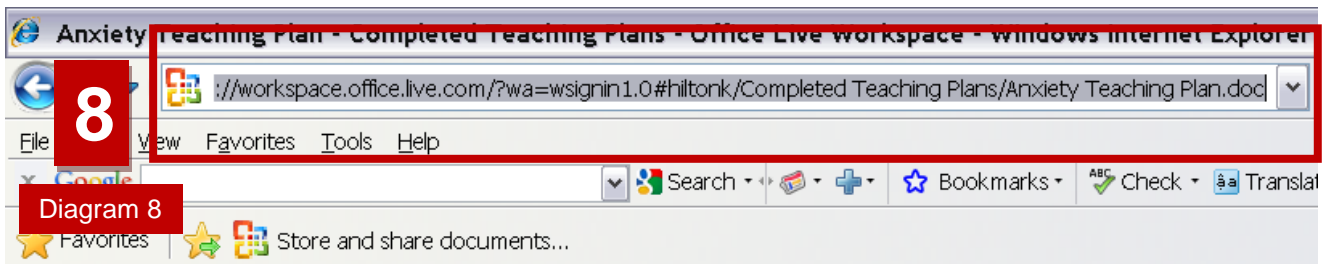 Anxiety Teaching Plan - Completed Teaching Plans - Office Live Workspace - Windows Internet Explorer
8
://workspace.office.live.com/?wa=wsignin1.0#hiltonk/Completed Teaching Plans/Anxiety Teaching Plan.doc
File View Favorites Tools Help
x Google Search Bookmarks ABC Check āa Translat
Diagram 8
Favorites Store and share documents...